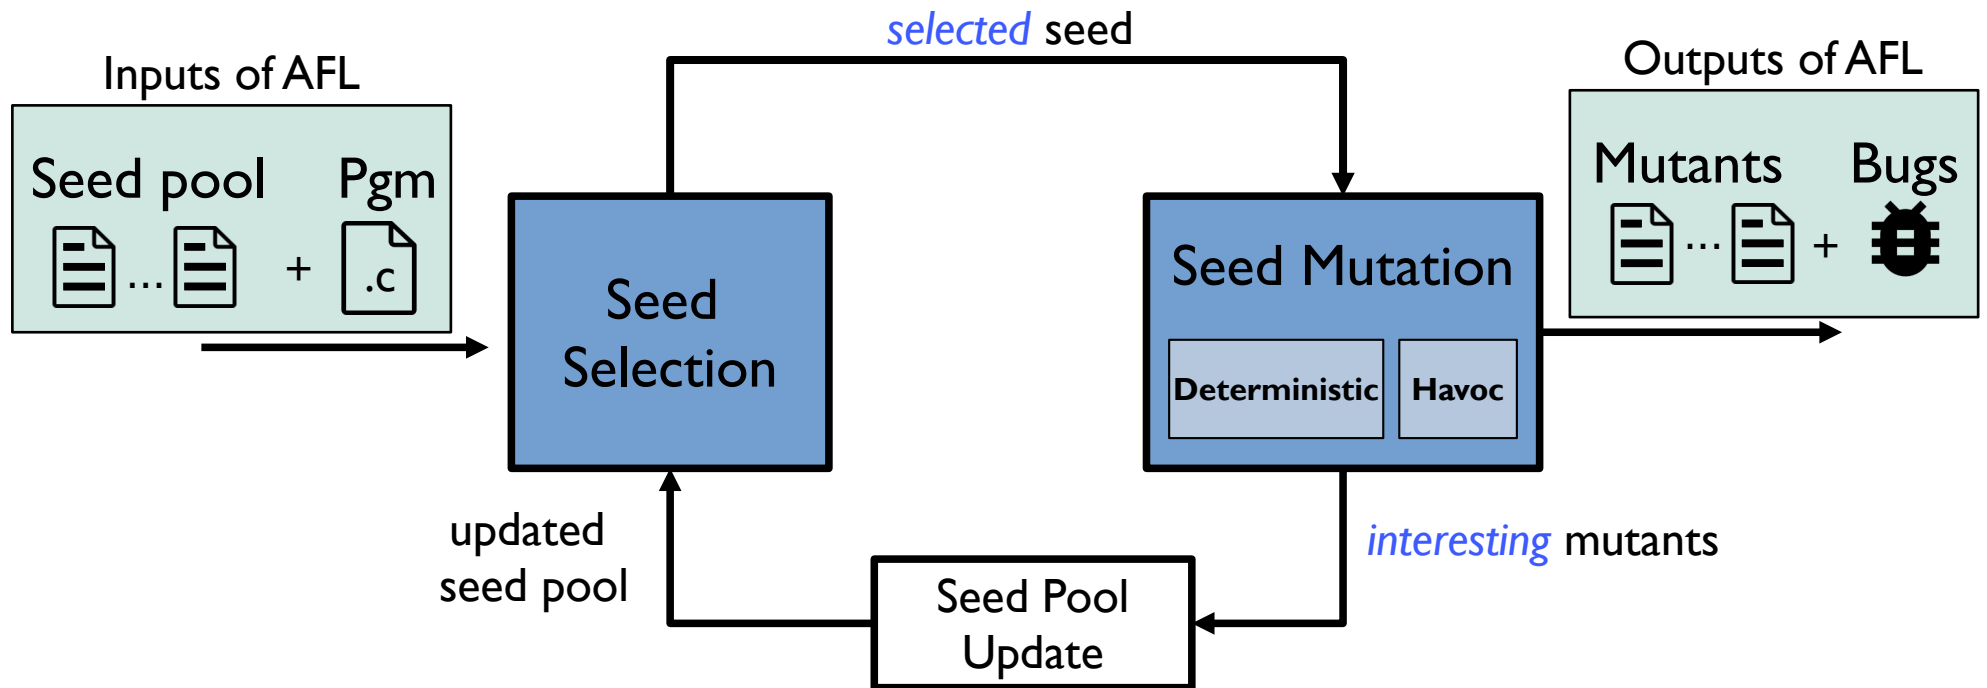 selected seed
Inputs of AFL
Outputs of AFL
Seed pool
Pgm
... + .c
Mutants
Bugs
... +
Seed
Selection
Seed Mutation
Deterministic
Havoc
updated
seed pool
interesting mutants
Seed Pool
Update